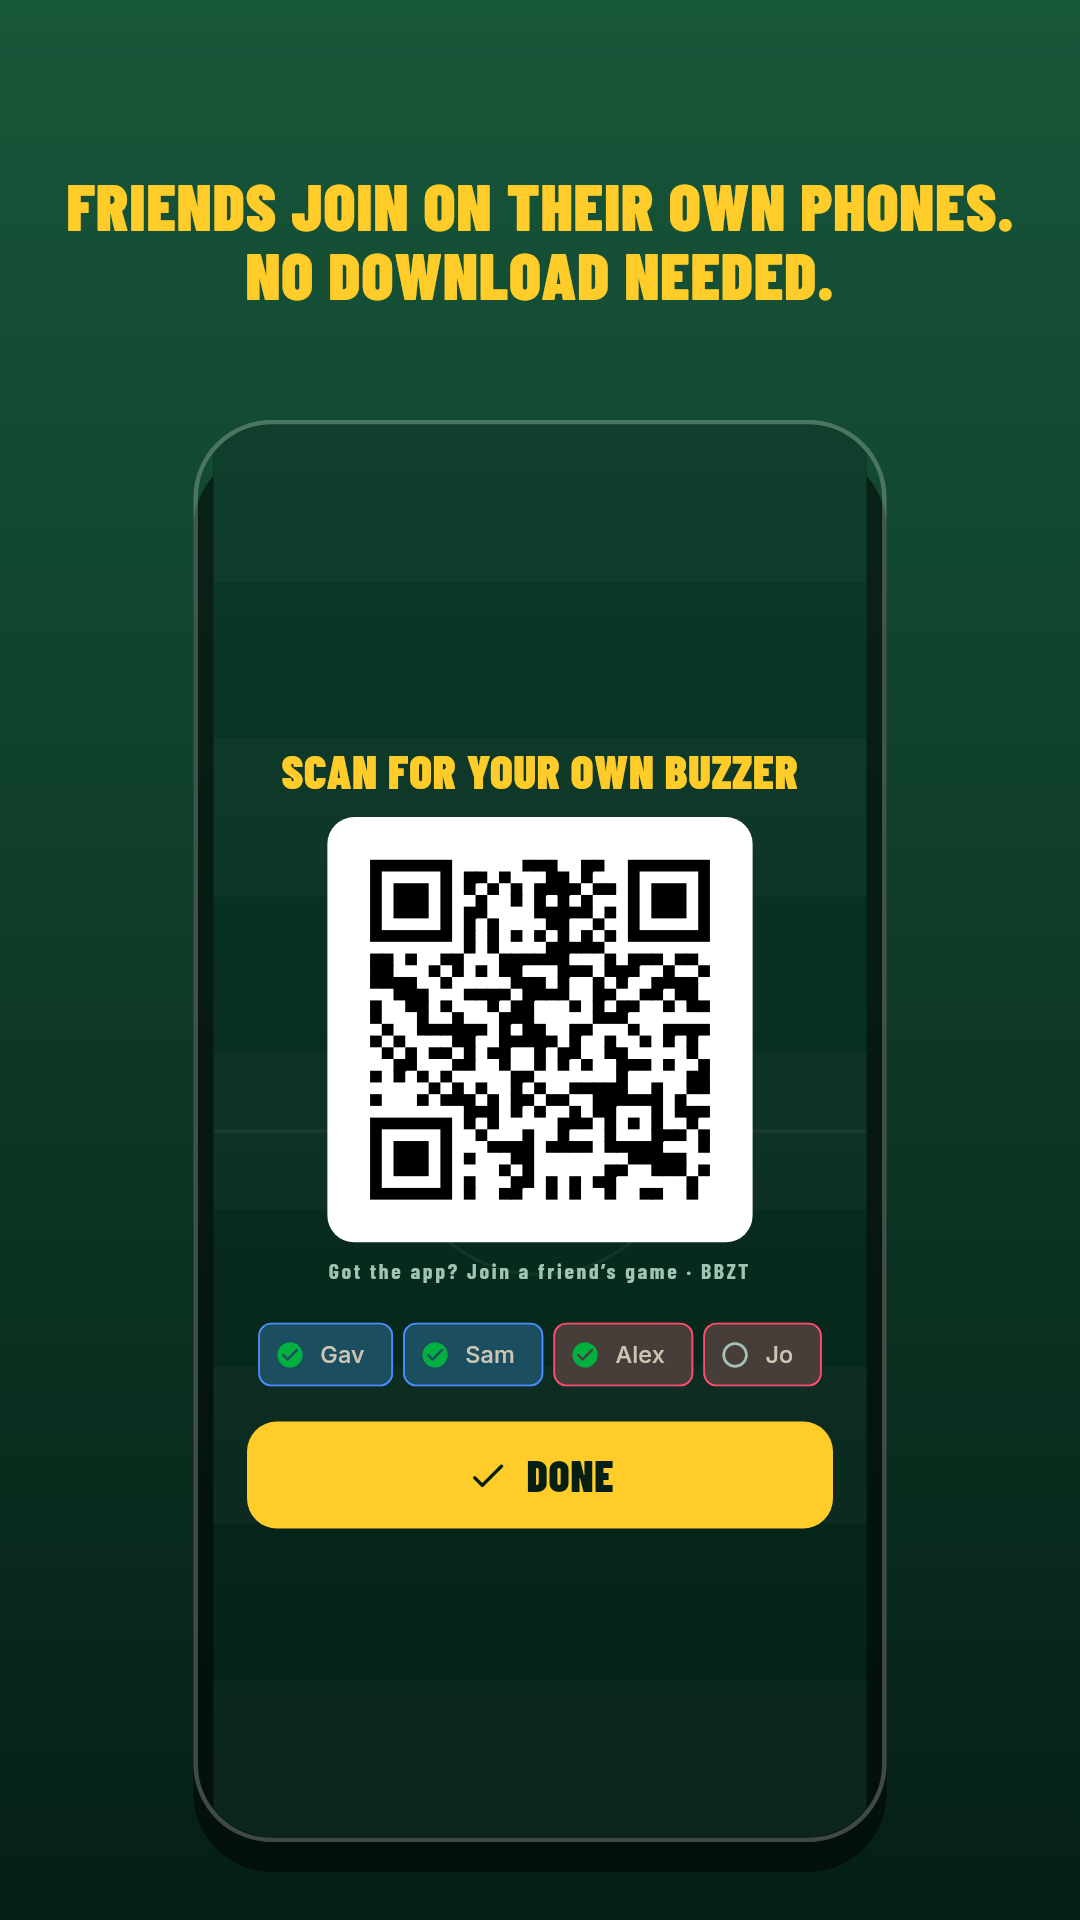 FRIENDS JOIN ON THEIR OWN PHONES.
NO DOWNLOAD NEEDED.
SCAN FOR YOUR OWN BUZZER
Got the app? Join a friend’s game · BBZT
Gav Sam Alex Jo
DONE